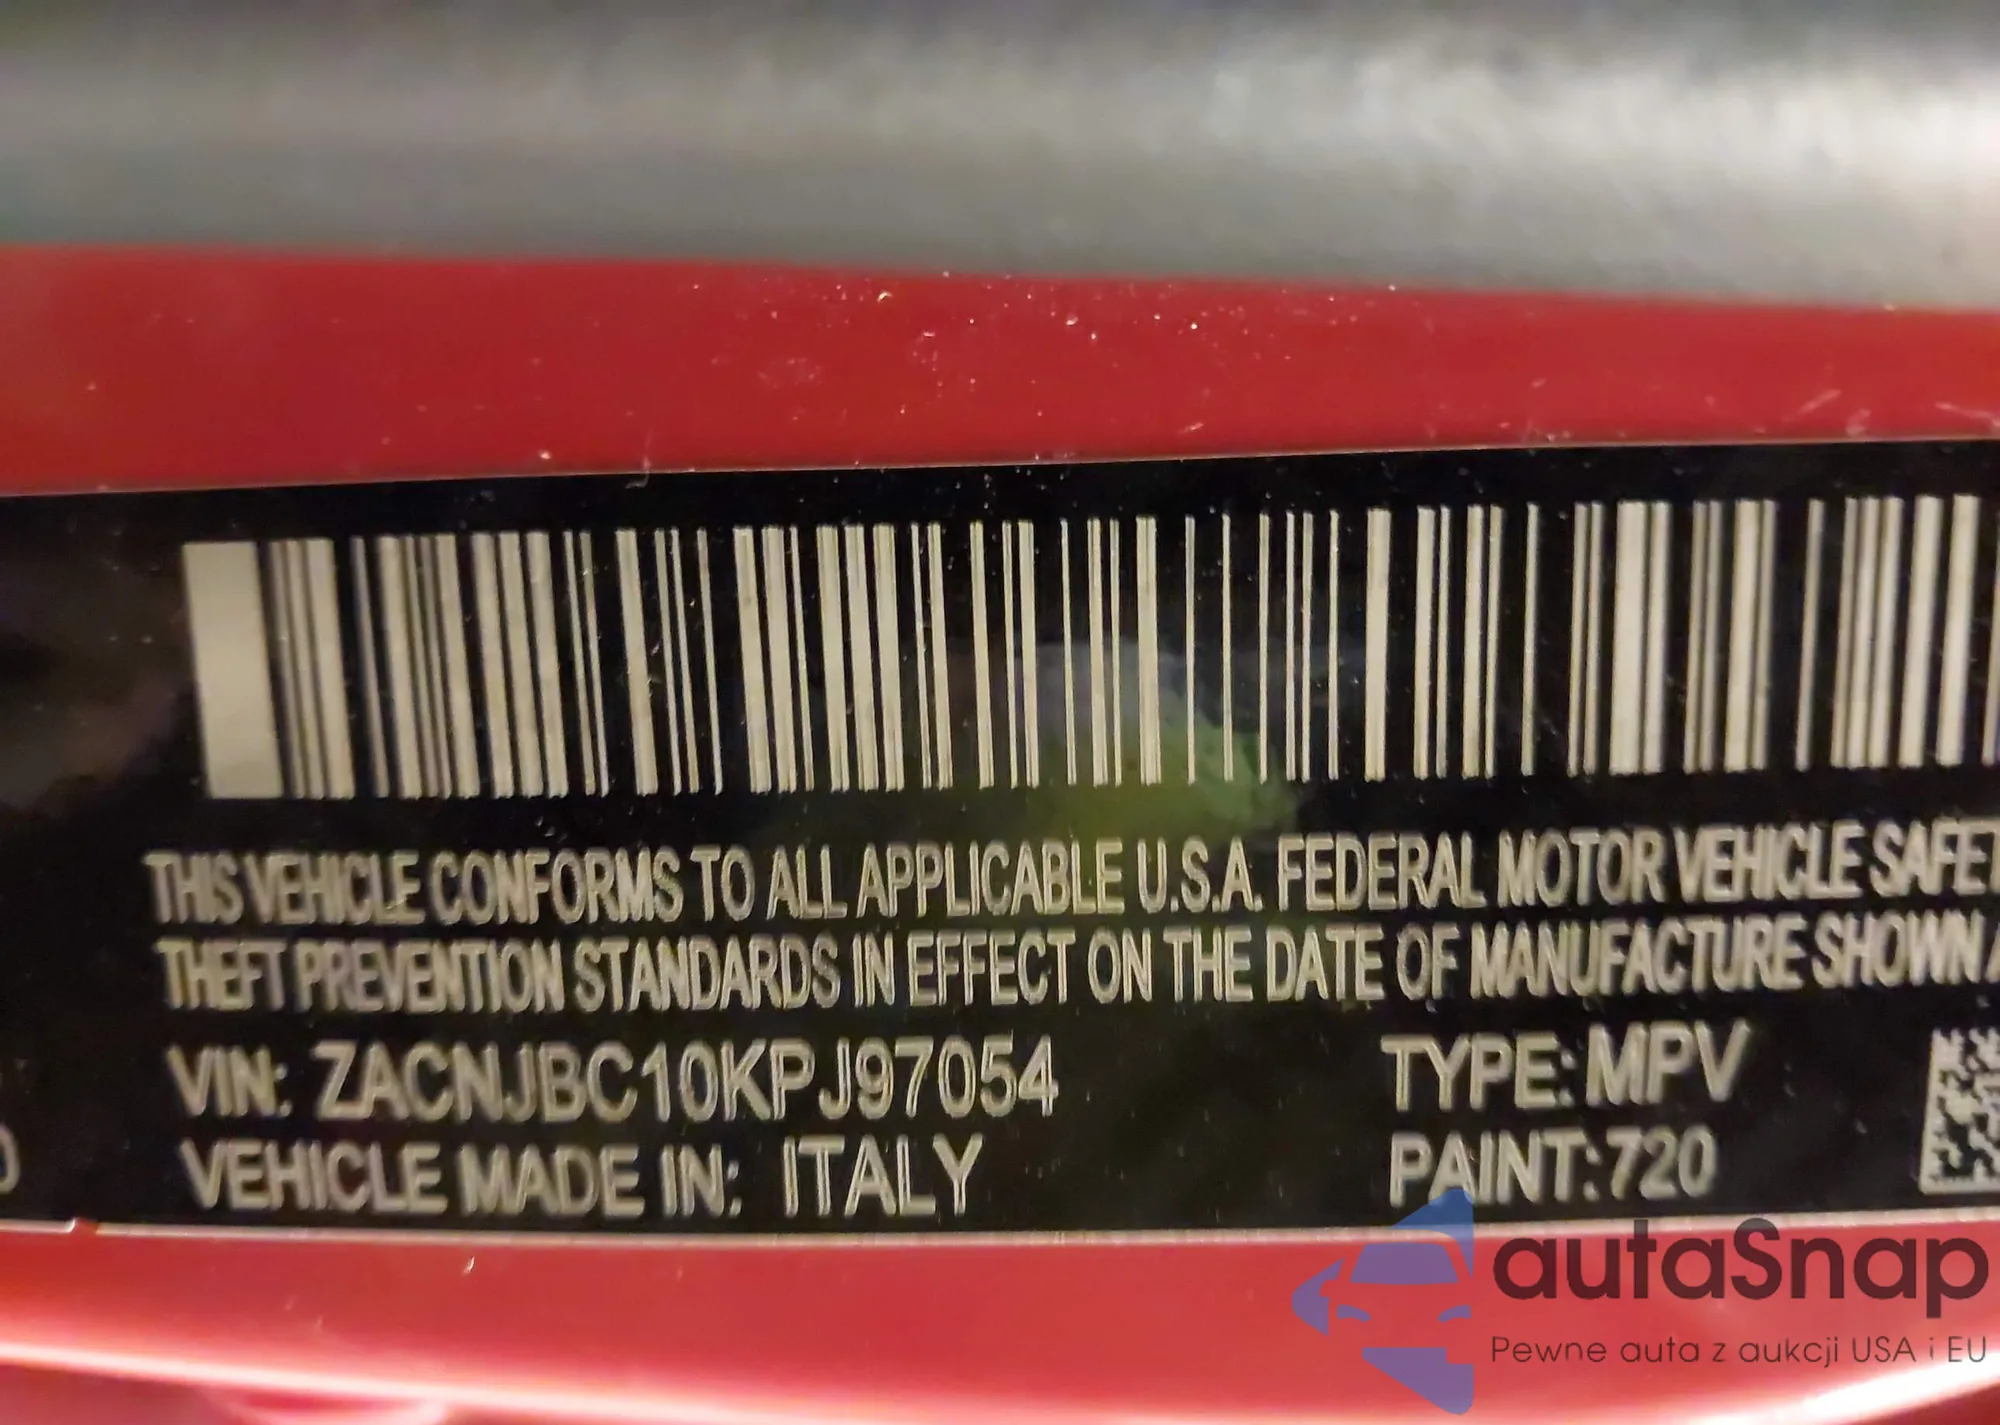 THIS VEHICLE CONFORMS TO ALL APPLICABLE U.S.A. FEDERAL MOTOR VEHICLE SAFET
THEFT PREVENTION STANDARDS IN EFFECT ON THE DATE OF MANUFACTURE SHOWN A
VIN: ZACNJBC10KPJ97054 TYPE: MPV
VEHICLE MADE IN: ITALY PAINT:720
autaSnap
Pewne auta z aukcji USA i EU